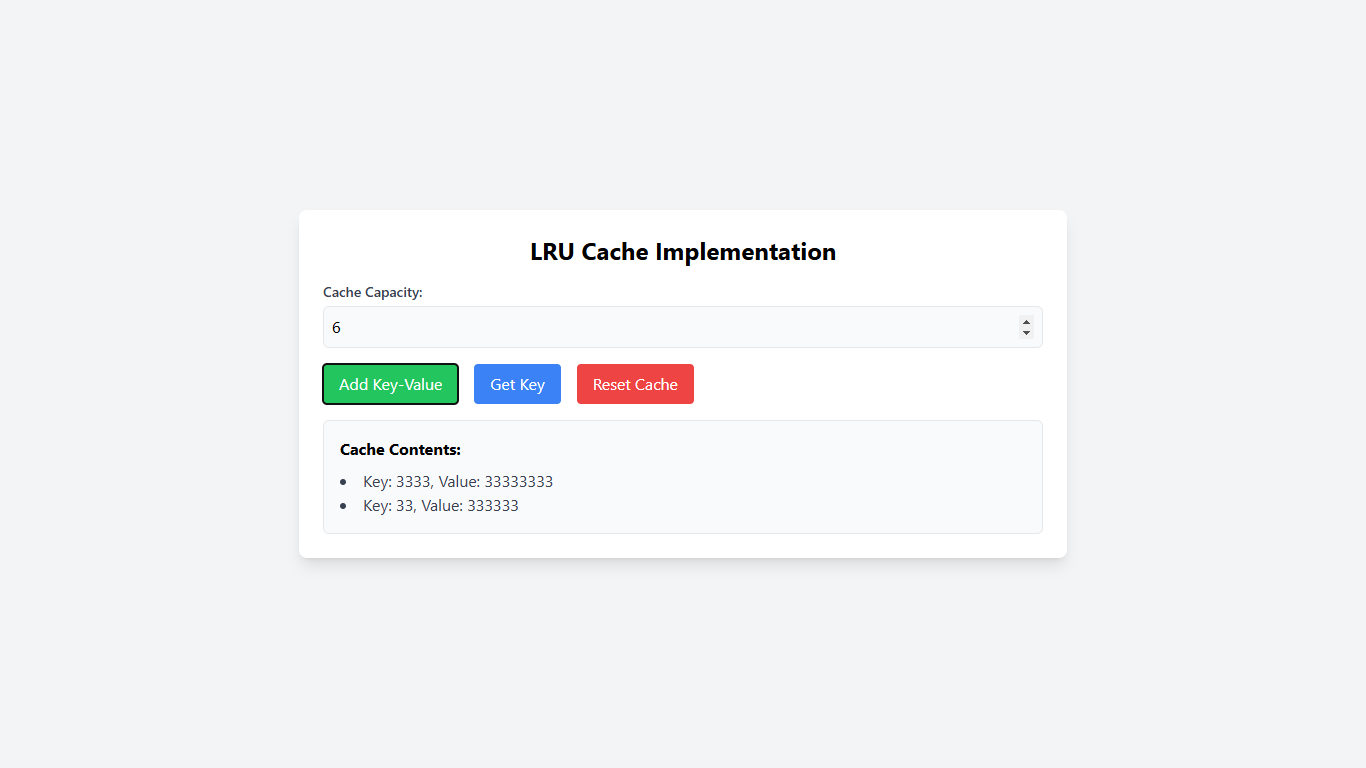 LRU Cache Implementation
Cache Capacity:
6
Add Key-Value Get Key Reset Cache
Cache Contents:
• Key: 3333, Value: 33333333
• Key: 33, Value: 333333